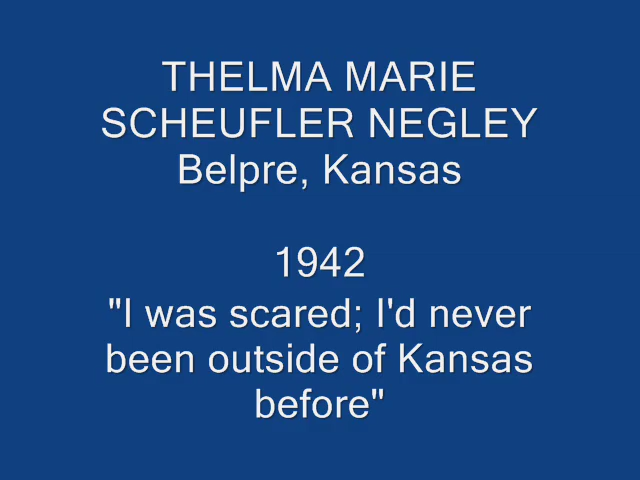 THELMA MARIE
SCHEUFLER NEGLEY
Belpre, Kansas
1942
"I was scared; I'd never
been outside of Kansas
before"